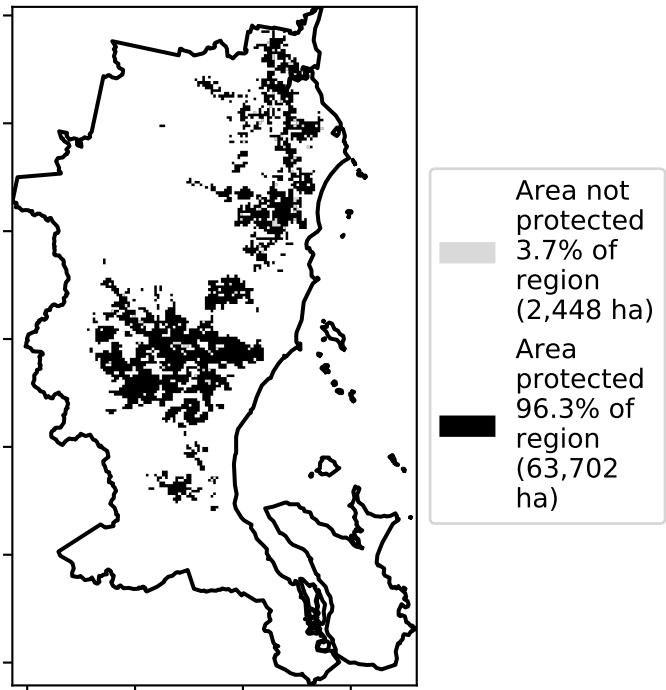 Area not
protected
3.7% of
region
(2,448 ha)
Area
protected
96.3% of
region
(63,702
ha)